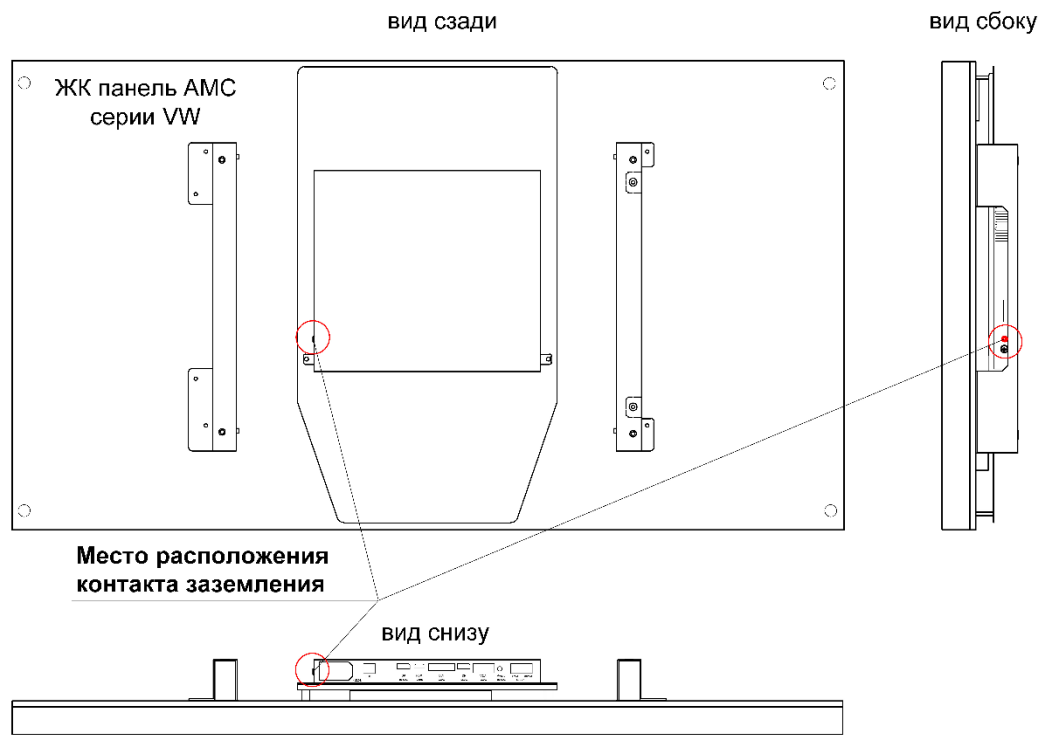 вид сзади
вид сбоку
ЖК панель АМС
серии VW
Место расположения
контакта заземления
вид снизу